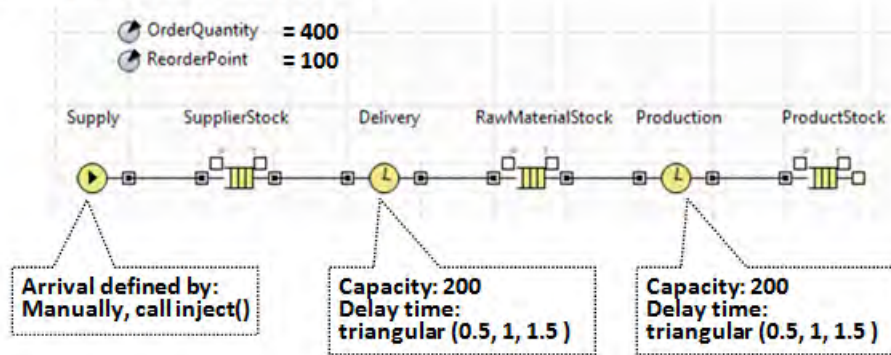 OrderQuantity = 400
ReorderPoint = 100
Supply SupplierStock Delivery RawMaterialStock Production ProductStock
Arrival defined by:
Manually, call inject()
Capacity: 200
Delay time:
triangular (0.5, 1, 1.5 )
Capacity: 200
Delay time:
triangular (0.5, 1, 1.5 )